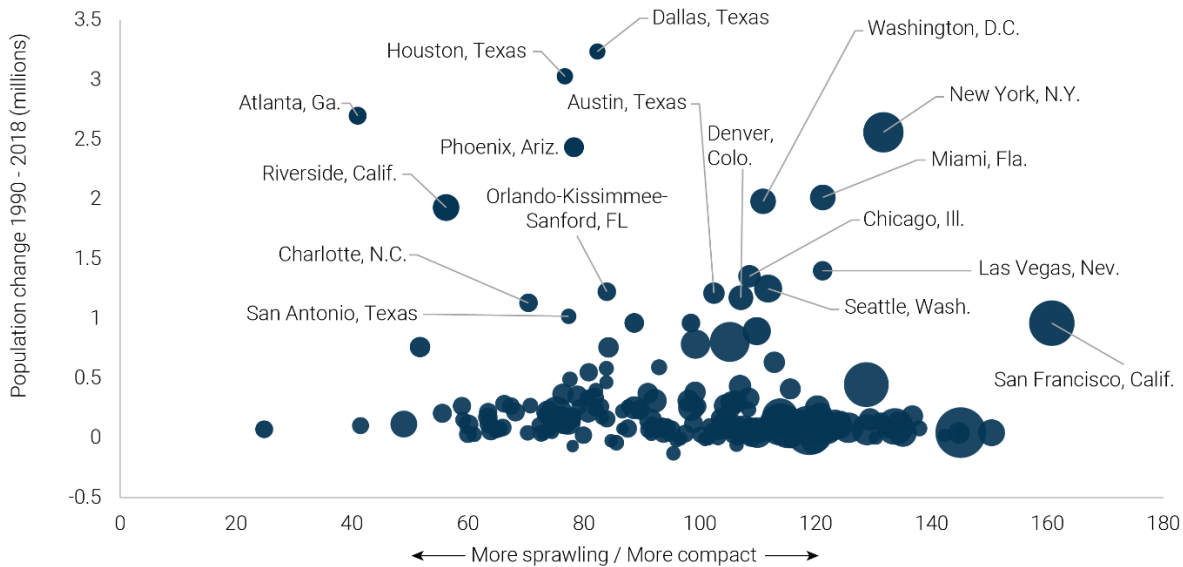 Population change 1990 - 2018 (millions)
3.5
3
2.5
2
1.5
1
0.5
0
-0.5
Dallas, Texas
Washington, D.C.
Houston, Texas
Atlanta, Ga.
Austin, Texas
New York, N.Y.
Phoenix, Ariz.
Denver,
Colo.
Miami, Fla.
Riverside, Calif.
Orlando-Kissimmee-
Sanford, FL
Chicago, Ill.
Charlotte, N.C.
Las Vegas, Nev.
San Antonio, Texas
Seattle, Wash.
San Francisco, Calif.
0 20 40 60 80 100 120 140 160 180
More sprawling / More compact